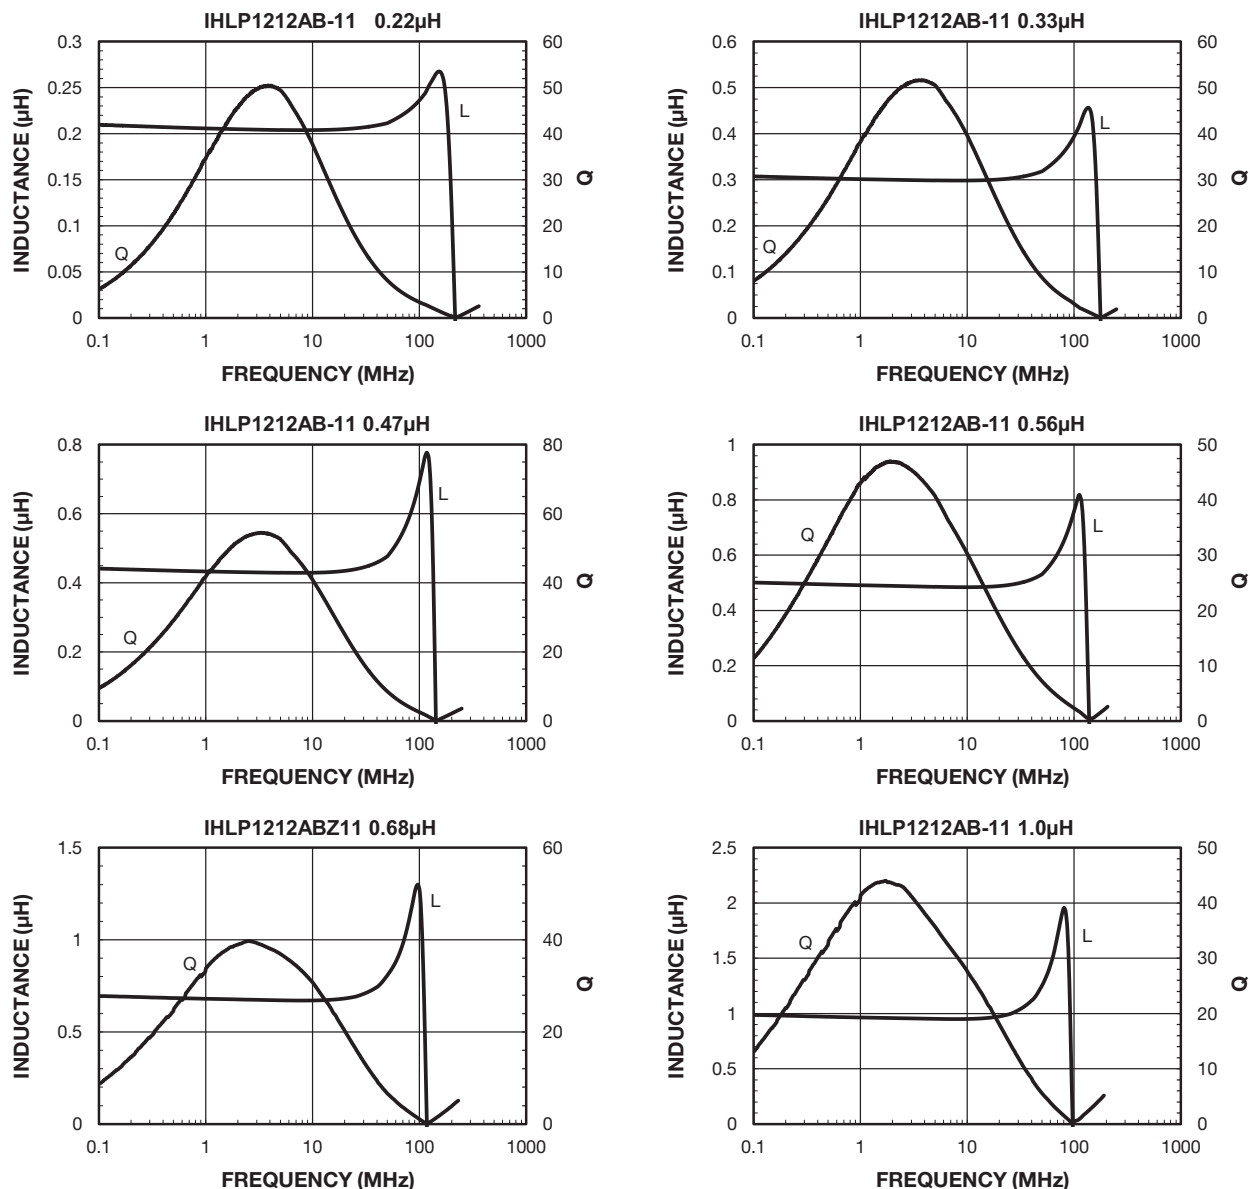 IHLP1212AB-11 0.22µH
INDUCTANCE (µH)
0.3
0.25
0.2
0.15
0.1
0.05
0
60
50
40
30
20
10
0
Q
Q
L
0.1 1 10 100 1000
FREQUENCY (MHz)
IHLP1212AB-11 0.33µH
INDUCTANCE (µH)
0.6
0.5
0.4
0.3
0.2
0.1
0
60
50
40
30
20
10
0
Q
Q
L
0.1 1 10 100 1000
FREQUENCY (MHz)
IHLP1212AB-11 0.47µH
INDUCTANCE (µH)
0.8
0.6
0.4
0.2
0
80
60
40
20
0
Q
Q
L
0.1 1 10 100 1000
FREQUENCY (MHz)
IHLP1212AB-11 0.56µH
INDUCTANCE (µH)
1
0.8
0.6
0.4
0.2
0
50
40
30
20
10
0
Q
Q
L
0.1 1 10 100 1000
FREQUENCY (MHz)
IHLP1212ABZ11 0.68µH
INDUCTANCE (µH)
1.5
1
0.5
0
60
40
20
0
Q
Q
L
0.1 1 10 100 1000
FREQUENCY (MHz)
IHLP1212AB-11 1.0µH
INDUCTANCE (µH)
2.5
2
1.5
1
0.5
0
50
40
30
20
10
0
Q
Q
L
0.1 1 10 100 1000
FREQUENCY (MHz)